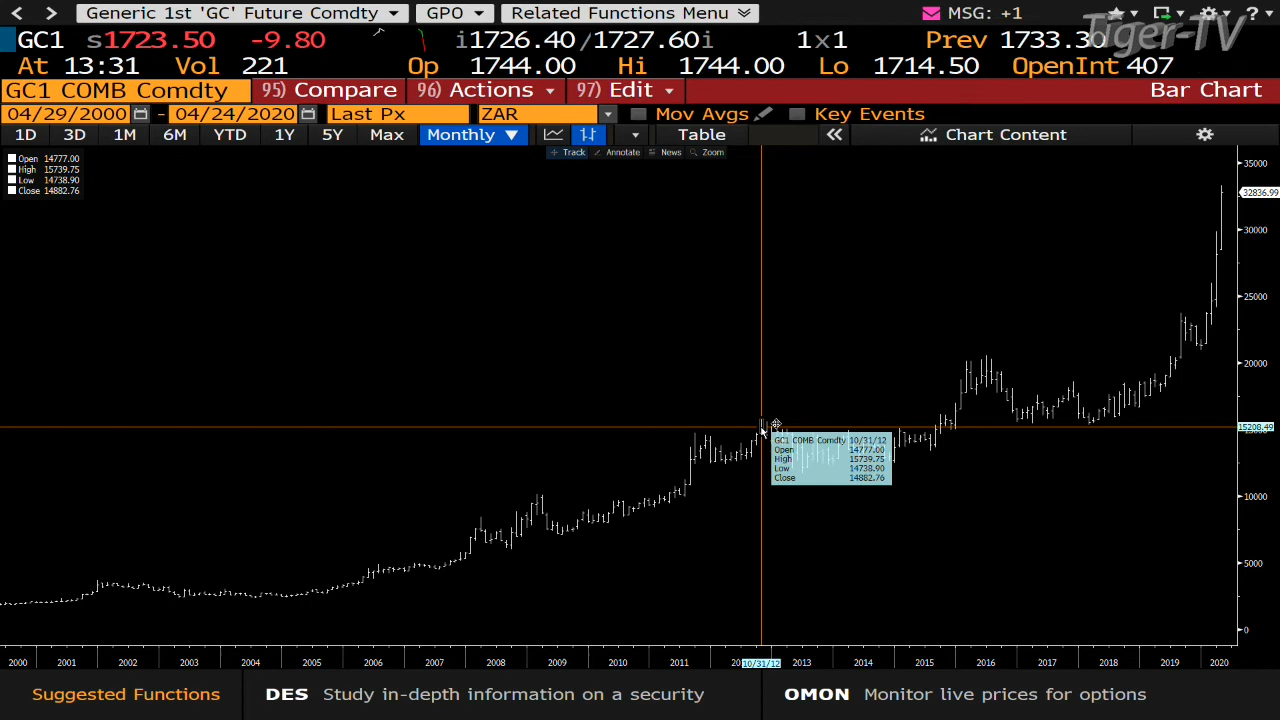 Generic 1st 'GC' Future Comdty GPO Related Functions Menu MSG: +1 ?
Tiger-TV
GC1 s1723.50 -9.80 i1726.40/1727.60i 1x1 Prev 1733.30
At 13:31 Vol 221 Op 1744.00 Hi 1744.00 Lo 1714.50 OpenInt 407
GC1 COMB Comdty 95) Compare 96) Actions 97) Edit Bar Chart
04/29/2000 - 04/24/2020 Last Px ZAR Mov Avgs Key Events
1D 3D 1M 6M YTD 1Y 5Y Max Monthly Table Chart Content
Track Annotate News Zoom
Open 14777.00
High 15739.75
Low 14738.90
Close 14882.76
35000
32836.99
30000
25000
20000
15208.49
GC1 COMB Comdty 10/31/12
Open 14777.00
High 15739.75
Low 14738.90
Close 14882.76
10000
5000
0
2000 2001 2002 2003 2004 2005 2006 2007 2008 2009 2010 2011 10/31/12 2013 2014 2015 2016 2017 2018 2019 2020
Suggested Functions DES Study in-depth information on a security OMON Monitor live prices for options